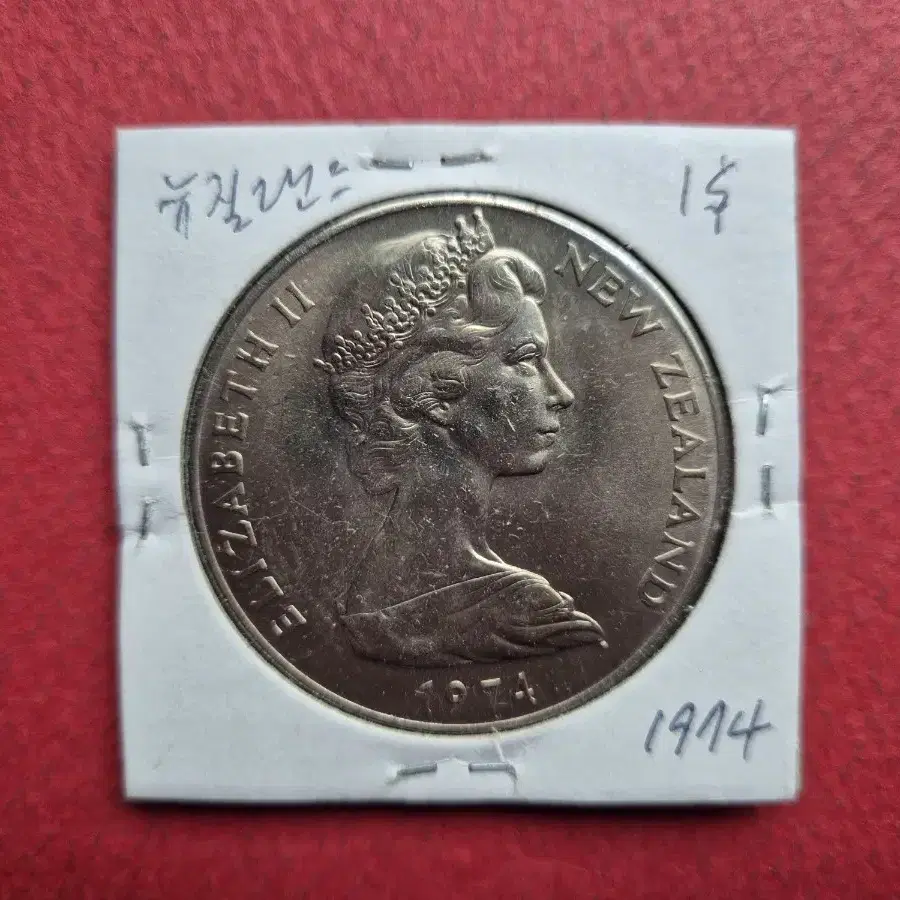 뉴질랜드
1$
ELIZABETH II
NEW ZEALAND
1974
1974